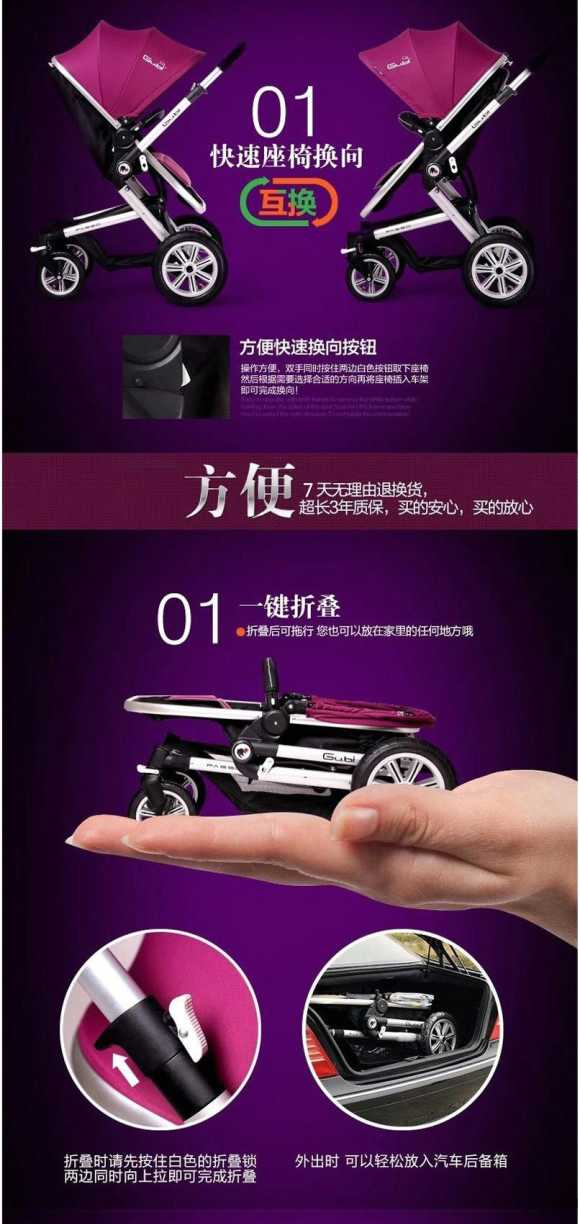 Gubi
Gubi
Gubi
Gubi
01
快速座椅换向
互换
PASSO
PASSO
方便快速换向按钮
操作方便，双手同时按住两边白色按钮取下座椅
然后根据需要选择合适的方向再将座椅插入车架
即可完成换向！
方便
7天无理由退换货，
超长3年质保，买的安心，买的放心
01
一键折叠
折叠后可拖行 您也可以放在家里的任何地方哦
Gubi
PASSO
折叠时请先按住白色的折叠锁
两边同时向上拉即可完成折叠
外出时 可以轻松放入汽车后备箱